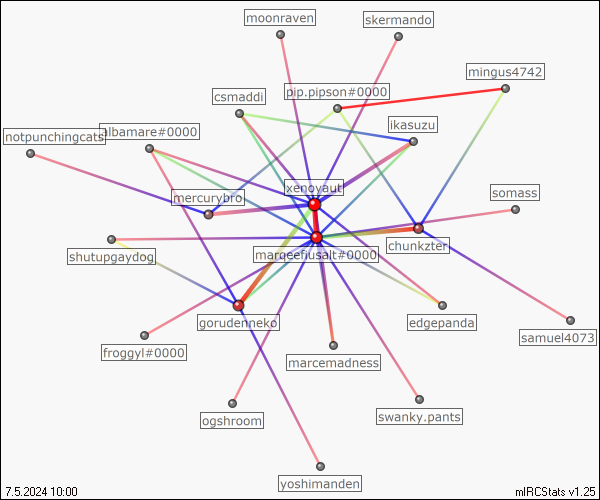 moonraven
skermando
mingus4742
pip.pipson#0000
csmaddi
ikasuzu
albamare#0000
notpunchingcats
xenoyaut
mercurybro
somass
chunkzter
marqeefiusalt#0000
shutupgaydog
gorudenneko
edgepanda
samuel4073
froggyl#0000
marcemadness
swanky.pants
ogshroom
yoshimanden
7.5.2024 10:00
mIRCStats v1.25